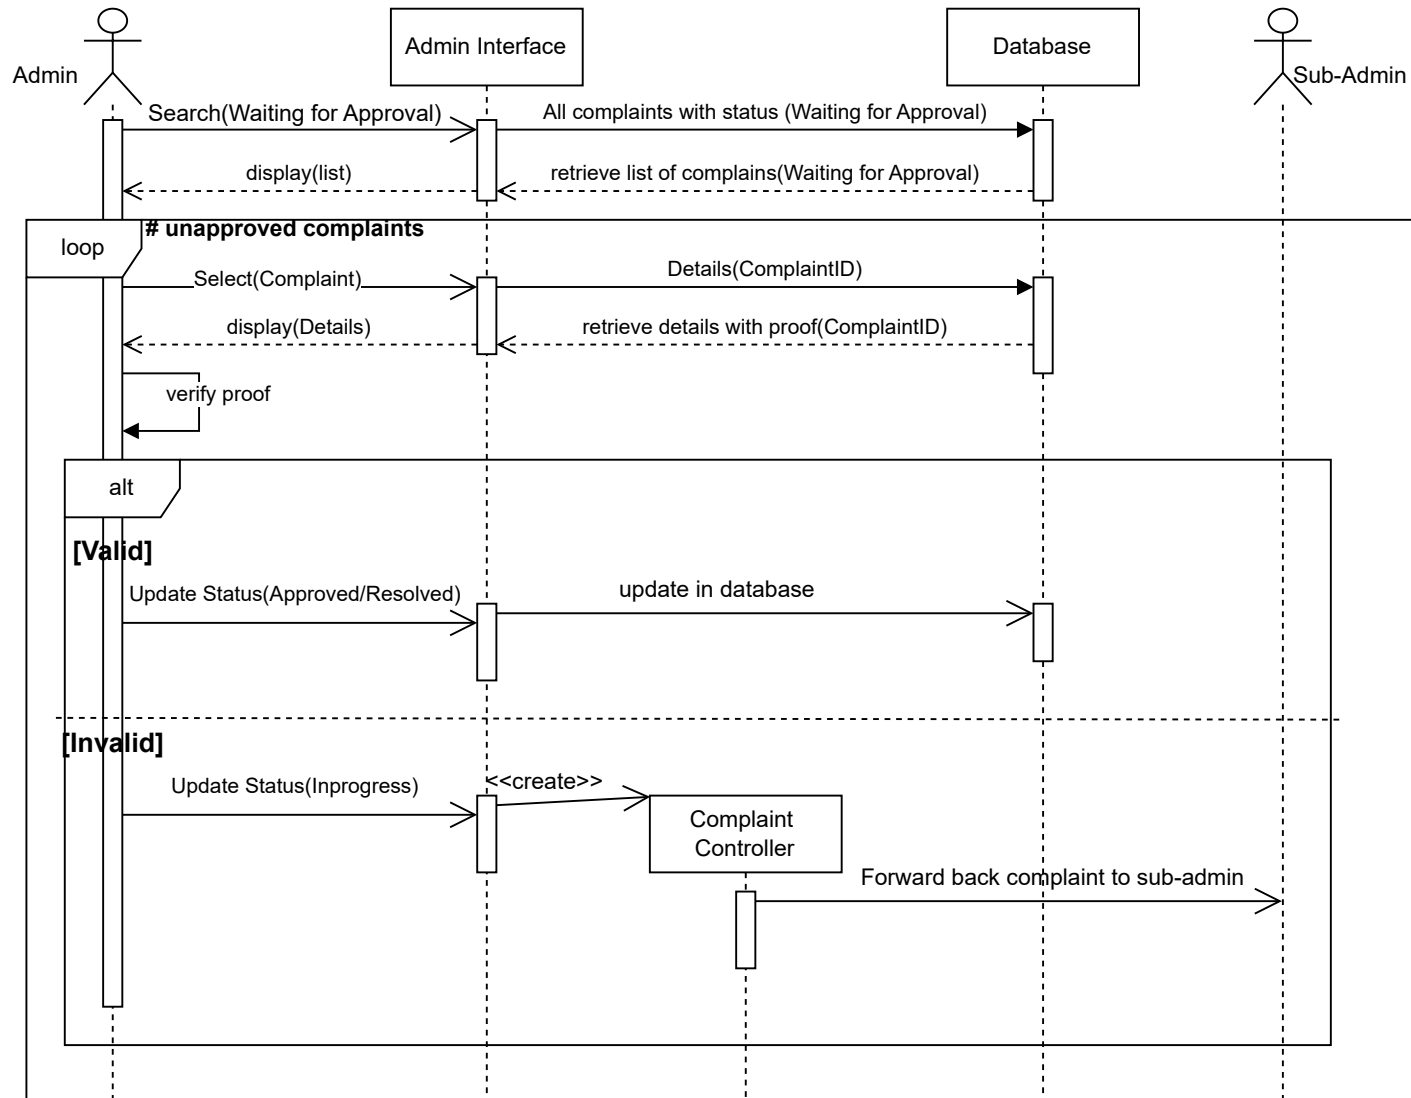 Admin
Admin Interface
Database
Sub-Admin
Search(Waiting for Approval)
All complaints with status (Waiting for Approval)
display(list)
retrieve list of complains(Waiting for Approval)
loop
# unapproved complaints
Select(Complaint)
Details(ComplaintID)
display(Details)
retrieve details with proof(ComplaintID)
verify proof
alt
[Valid]
Update Status(Approved/Resolved)
update in database
[Invalid]
Update Status(Inprogress)
<<create>>
Complaint
Controller
Forward back complaint to sub-admin